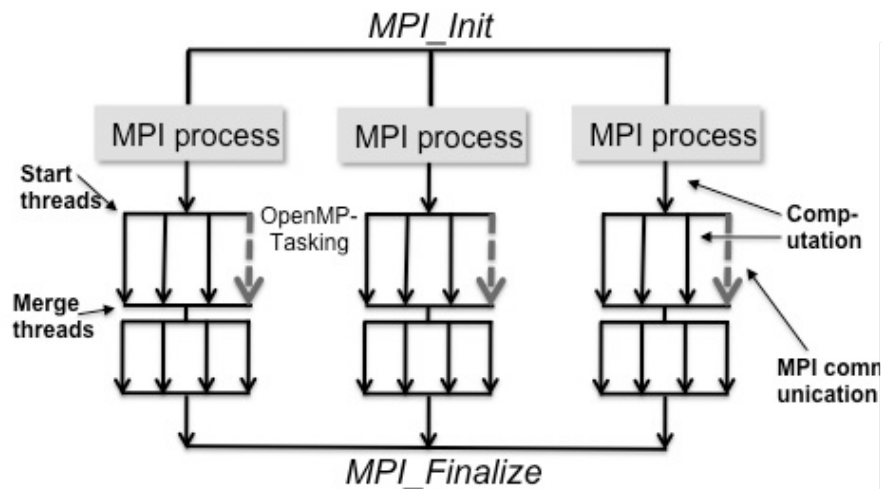 MPI_Init
MPI process
MPI process
MPI process
Start
threads
OpenMP-
Tasking
Comp-
utation
Merge
threads
MPI comm
unication
MPI_Finalize